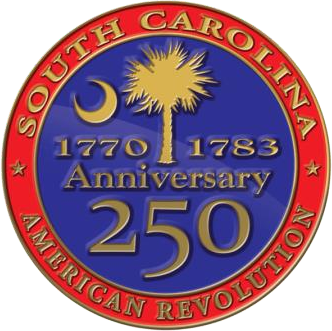 SOUTH CAROLINA
1770 1783
Anniversary
250
AMERICAN REVOLUTION